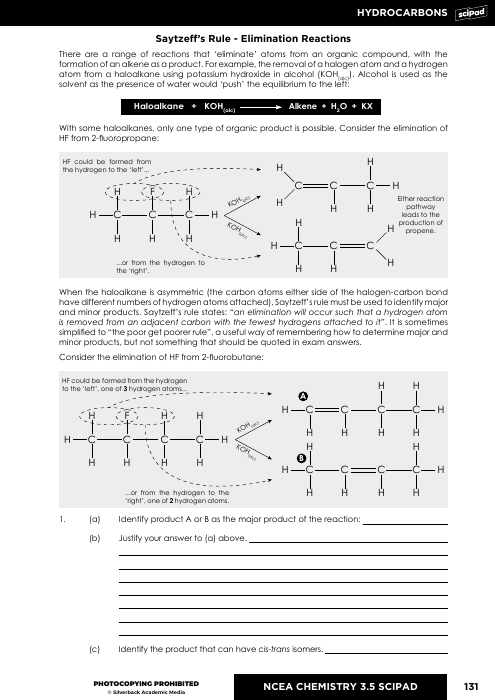 HYDROCARBONS scipad
Saytzeff's Rule - Elimination Reactions
There are a range of reactions that 'eliminate' atoms from an organic compound, with the
formation of an alkene as a product. For example, the removal of a halogen atom and a hydrogen
atom from a haloalkane using potassium hydroxide in alcohol (KOH(alc)). Alcohol is used as the
solvent as the presence of water would 'push' the equilibrium to the left:
Haloalkane + KOH(alc) ⟶ Alkene + H2O + KX
With some haloalkanes, only one type of organic product is possible. Consider the elimination of
HF from 2-fluoropropane:
HF could be formed from
the hydrogen to the 'left'...
H F H
H C C C H
H H H
...or from the hydrogen to
the 'right'.
KOH(alc)
KOH(alc)
H H
C C C H
H H H
H H
H C C C
H H H
Either reaction
pathway
leads to the
production of
propene.
When the haloalkane is asymmetric (the carbon atoms either side of the halogen-carbon bond
have different numbers of hydrogen atoms attached), Saytzeff's rule must be used to identify major
and minor products. Saytzeff's rule states: "an elimination will occur such that a hydrogen atom
is removed from an adjacent carbon with the fewest hydrogens attached to it". It is sometimes
simplified to "the poor get poorer rule", a useful way of remembering how to determine major and
minor products, but not something that should be quoted in exam answers.
Consider the elimination of HF from 2-fluorobutane:
HF could be formed from the hydrogen
to the 'left', one of 3 hydrogen atoms...
H F H H
H C C C C H
H H H H
...or from the hydrogen to the
'right', one of 2 hydrogen atoms.
KOH(alc)
KOH(alc)
A
H H
H C C C C H
H H H H
B
H H
H C C C C H
H H H H
1. (a) Identify product A or B as the major product of the reaction:
(b) Justify your answer to (a) above.
(c) Identify the product that can have cis-trans isomers.
PHOTOCOPYING PROHIBITED
© Silverback Academic Media
NCEA CHEMISTRY 3.5 SCIPAD
131